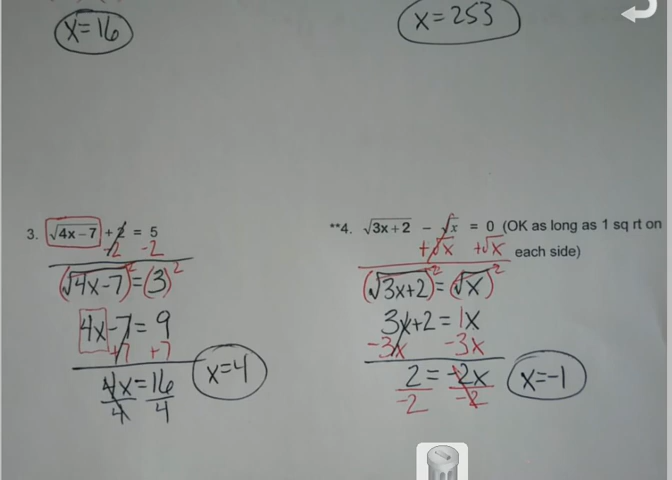 x=16
x=253
3. √4x-7 + 2 = 5
-2 -2
(√4x-7)² = (3)²
4x-7=9
+7 +7
4x=16
4 4
x=4
**4. √3x+2 - √x = 0 (OK as long as 1 sq rt on
each side)
+√x +√x
(√3x+2)² = (√x)²
3x+2=1x
-3x -3x
2 = -2x
-2 -2
x=-1